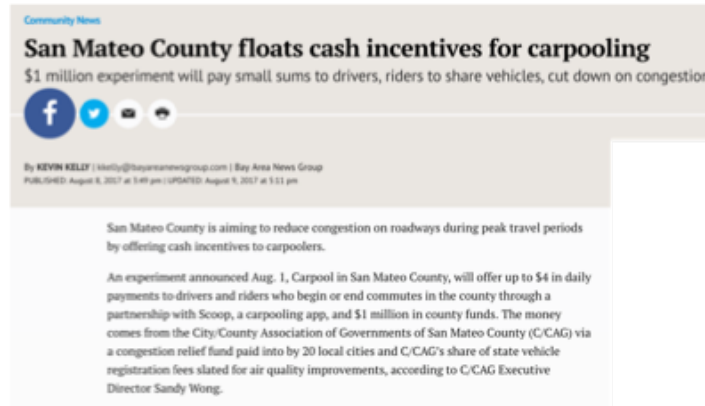 Community News
San Mateo County floats cash incentives for carpooling
$1 million experiment will pay small sums to drivers, riders to share vehicles, cut down on congestion
f
By KEVIN KELLY | kkelly@bayareanewsgroup.com | Bay Area News Group
PUBLISHED: August 8, 2017 at 5:49 pm | UPDATED: August 9, 2017 at 5:11 pm
San Mateo County is aiming to reduce congestion on roadways during peak travel periods
by offering cash incentives to carpoolers.
An experiment announced Aug. 1, Carpool in San Mateo County, will offer up to $4 in daily
payments to drivers and riders who begin or end commutes in the county through a
partnership with Scoop, a carpooling app, and $1 million in county funds. The money
comes from the City/County Association of Governments of San Mateo County (C/CAG) via
a congestion relief fund paid into by 20 local cities and C/CAG's share of state vehicle
registration fees slated for air quality improvements, according to C/CAG Executive
Director Sandy Wong.